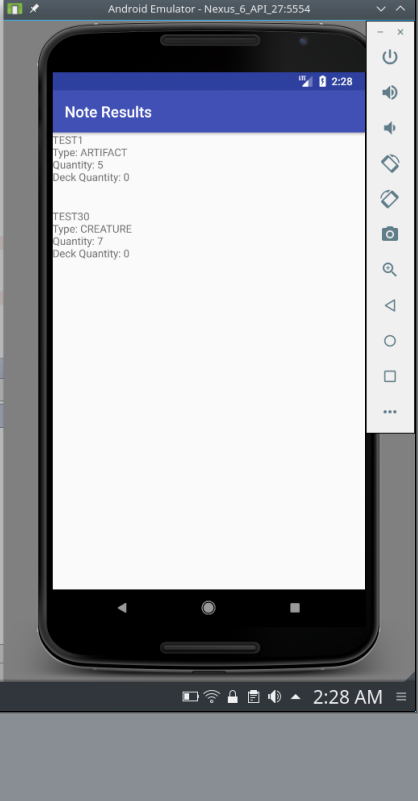 Android Emulator - Nexus_6_API_27:5554
LTE 2:28
Note Results
TEST1
Type: ARTIFACT
Quantity: 5
Deck Quantity: 0
TEST30
Type: CREATURE
Quantity: 7
Deck Quantity: 0
2:28 AM